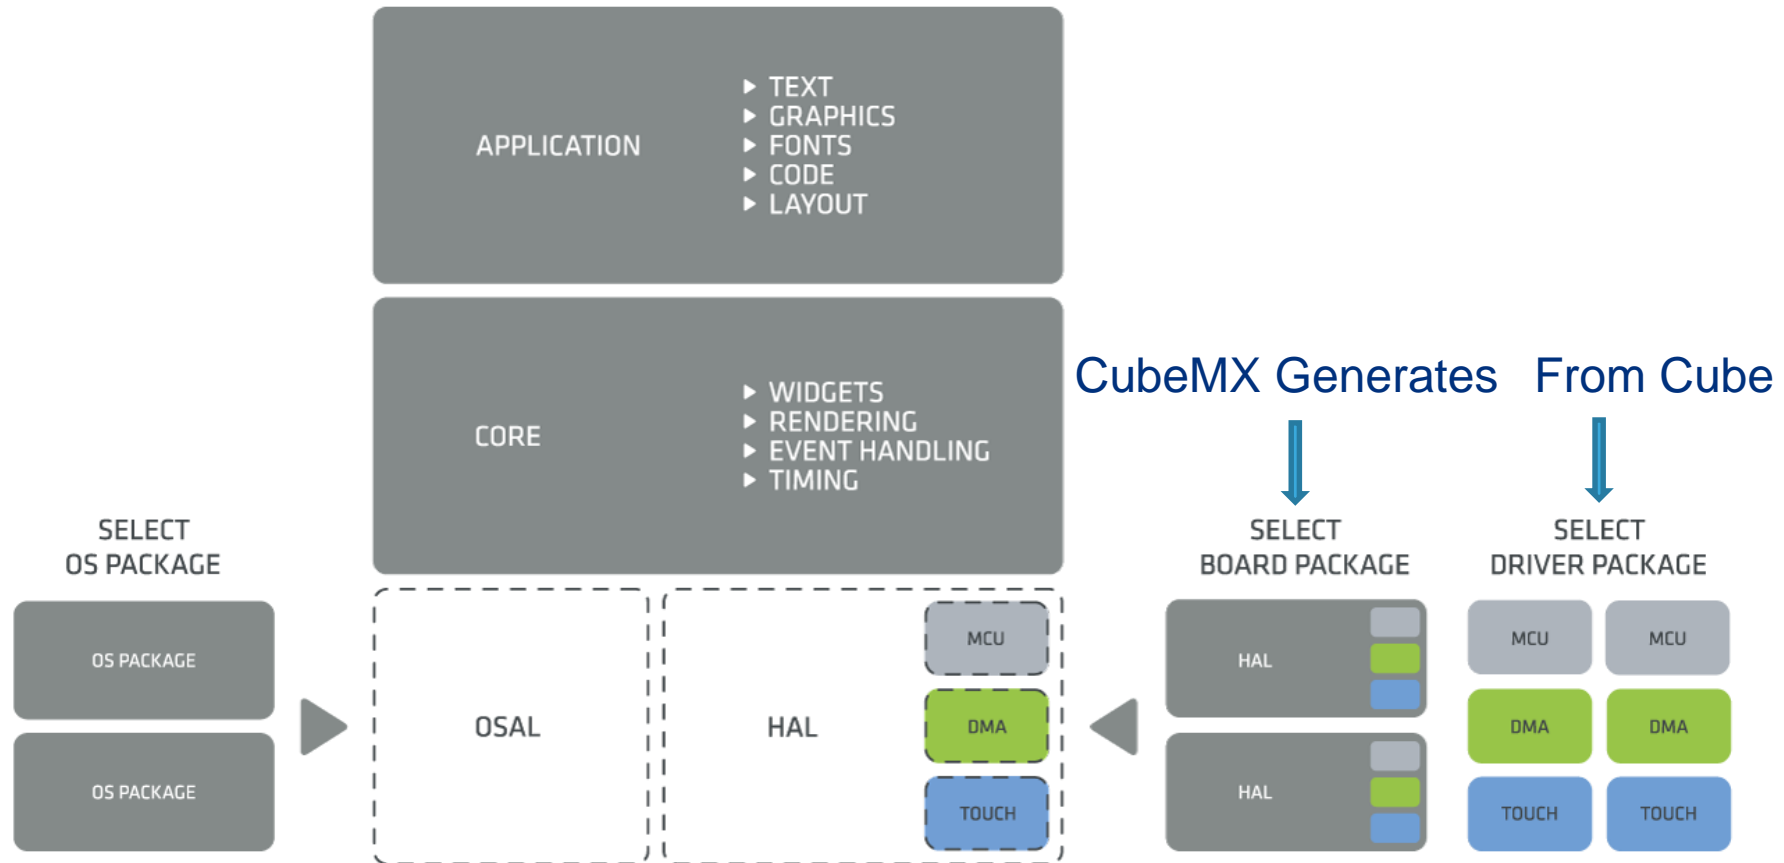 APPLICATION
TEXT
GRAPHICS
FONTS
CODE
LAYOUT
CORE
WIDGETS
RENDERING
EVENT HANDLING
TIMING
CubeMX Generates
From Cube
SELECT
OS PACKAGE
OS PACKAGE
OS PACKAGE
OSAL
HAL
MCU
DMA
TOUCH
SELECT
BOARD PACKAGE
HAL
HAL
SELECT
DRIVER PACKAGE
MCU
MCU
DMA
DMA
TOUCH
TOUCH